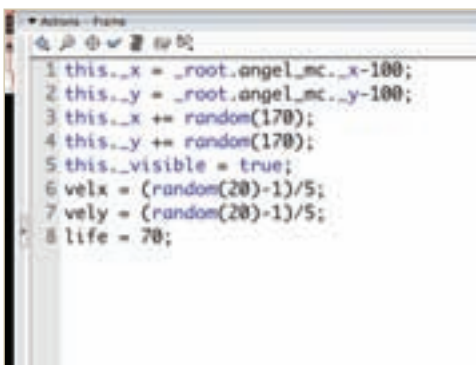 Actions - Frame
1 this._x = _root.angel_mc._x-100;
2 this._y = _root.angel_mc._y-100;
3 this._x += random(170);
4 this._y += random(170);
5 this._visible = true;
6 velx = (random(20)-1)/5;
7 vely = (random(20)-1)/5;
8 life = 70;